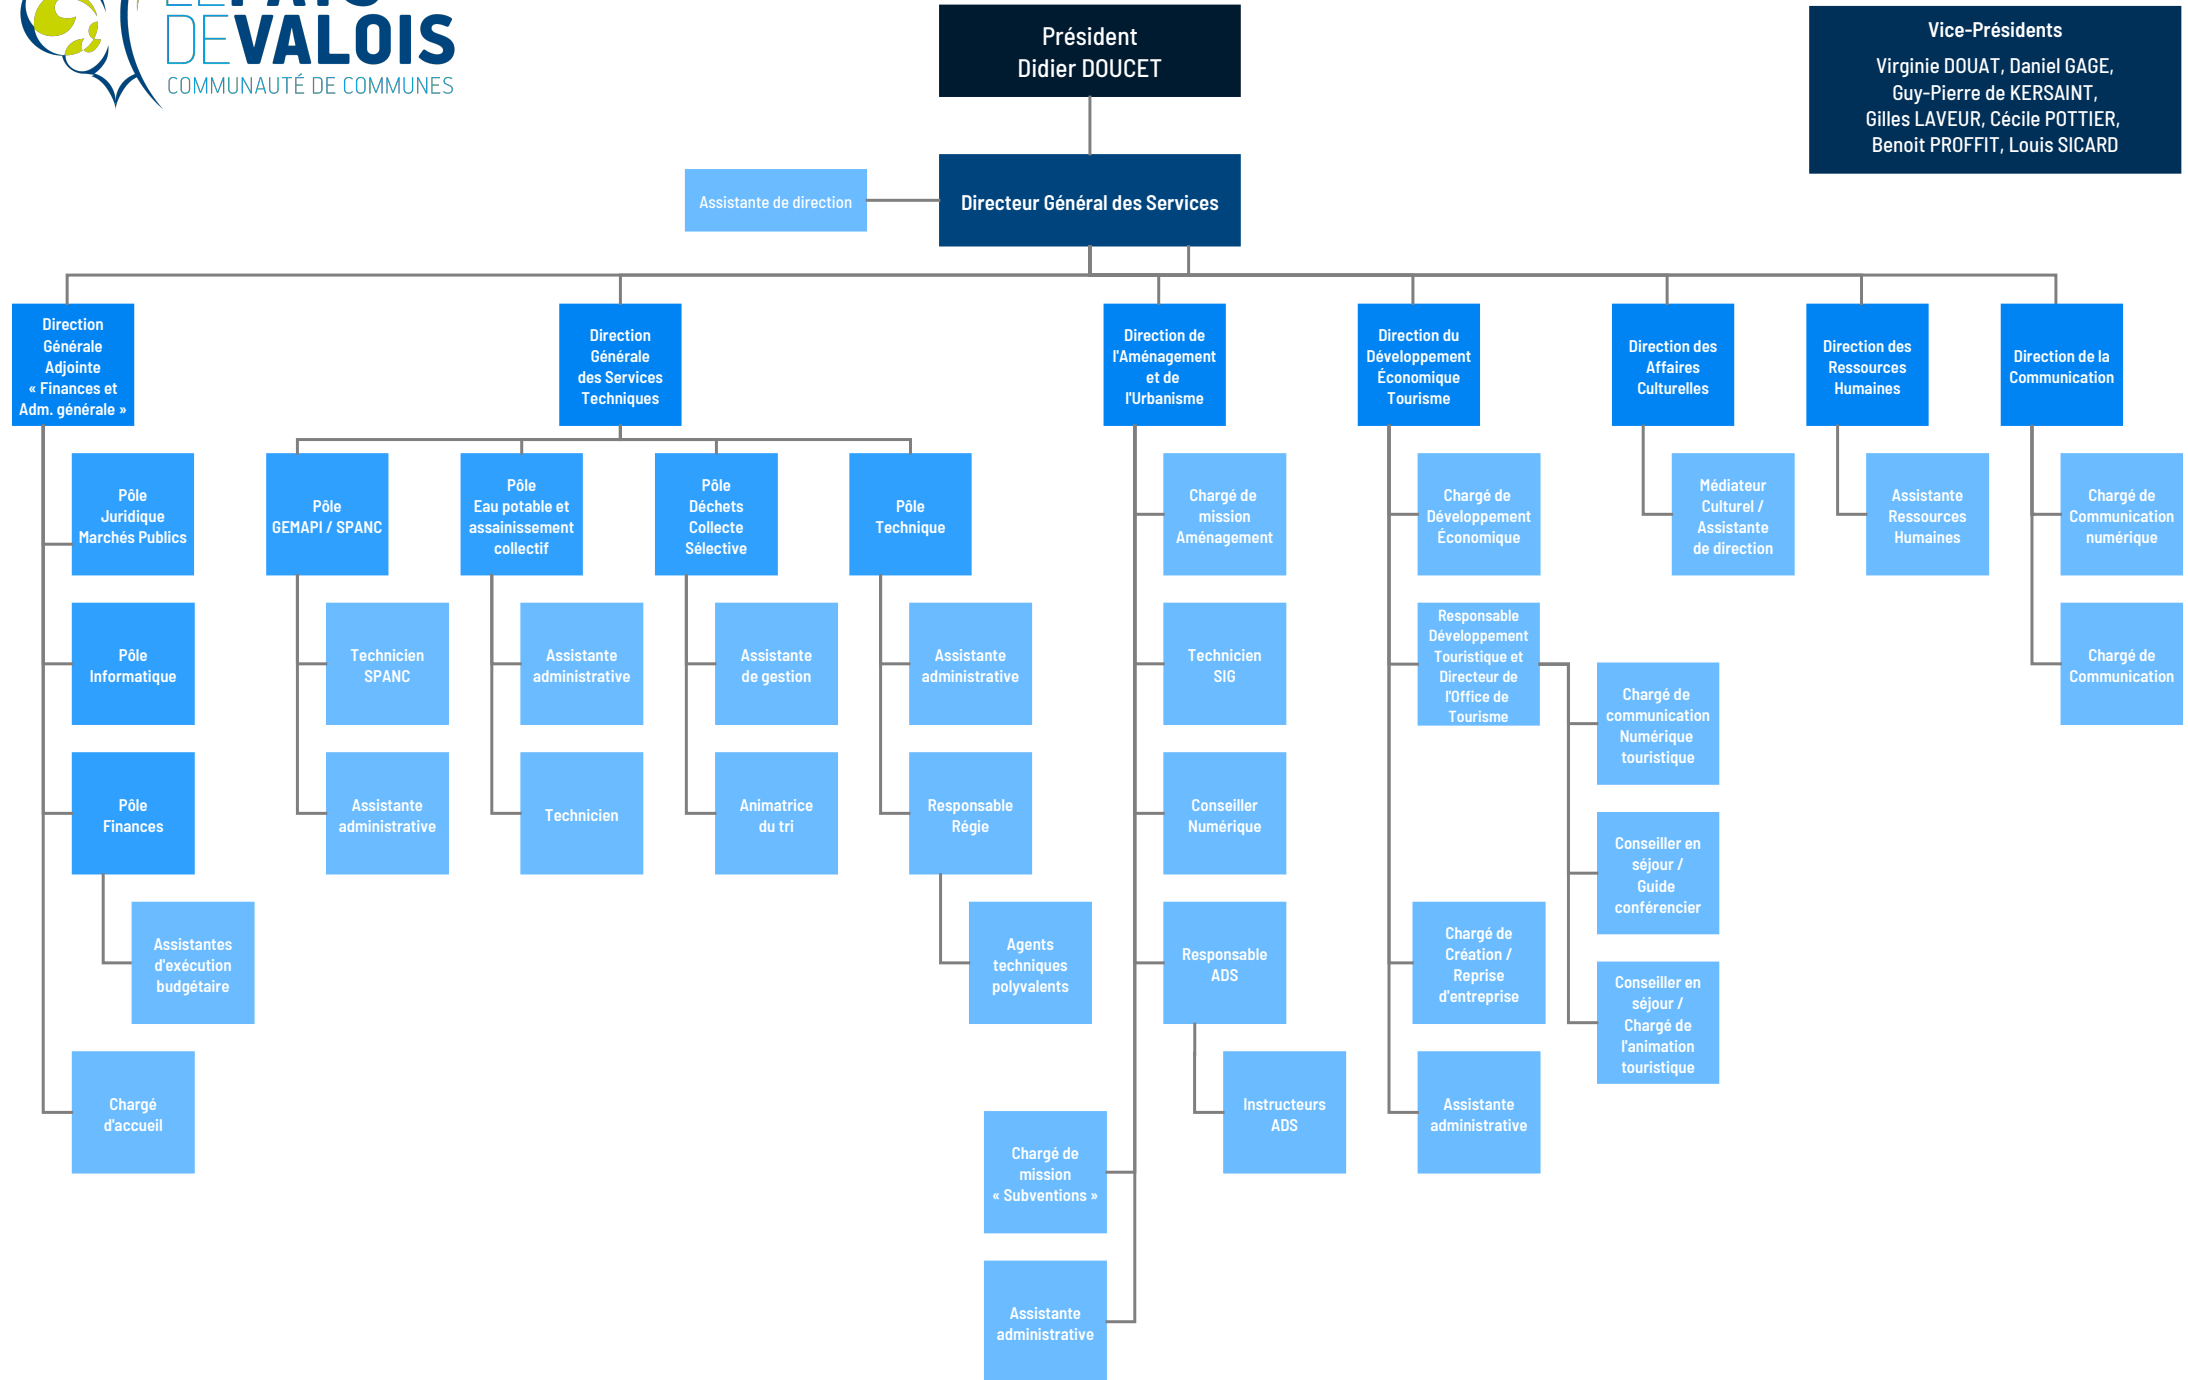 LE PAYS
DE VALOIS
COMMUNAUTÉ DE COMMUNES
Président
Didier DOUCET
Vice-Présidents
Virginie DOUAT, Daniel GAGE,
Guy-Pierre de KERSAINT,
Gilles LAVEUR, Cécile POTTIER,
Benoit PROFFIT, Louis SICARD
Assistante de direction
Directeur Général des Services
Direction
Générale
Adjointe
« Finances et
Adm. générale »
Direction
Générale
des Services
Techniques
Direction de
l'Aménagement
et de
l'Urbanisme
Direction du
Développement
Économique
Tourisme
Direction des
Affaires
Culturelles
Direction des
Ressources
Humaines
Direction de la
Communication
Pôle
Juridique
Marchés Publics
Pôle
GEMAPI / SPANC
Pôle
Eau potable et
assainissement
collectif
Pôle
Déchets
Collecte
Sélective
Pôle
Technique
Chargé de
mission
Aménagement
Chargé de
Développement
Économique
Médiateur
Culturel /
Assistante
de direction
Assistante
Ressources
Humaines
Chargé de
Communication
numérique
Pôle
Informatique
Technicien
SPANC
Assistante
administrative
Assistante
de gestion
Assistante
administrative
Technicien
SIG
Responsable
Développement
Touristique et
Directeur de
l'Office de
Tourisme
Chargé de
communication
Numérique
touristique
Chargé de
Communication
Pôle
Finances
Assistante
administrative
Technicien
Animatrice
du tri
Responsable
Régie
Conseiller
Numérique
Conseiller en
séjour /
Guide
conférencier
Assistantes
d'exécution
budgétaire
Agents
techniques
polyvalents
Responsable
ADS
Chargé de
Création /
Reprise
d'entreprise
Conseiller en
séjour /
Chargé de
l'animation
touristique
Chargé
d'accueil
Instructeurs
ADS
Assistante
administrative
Chargé de
mission
« Subventions »
Assistante
administrative